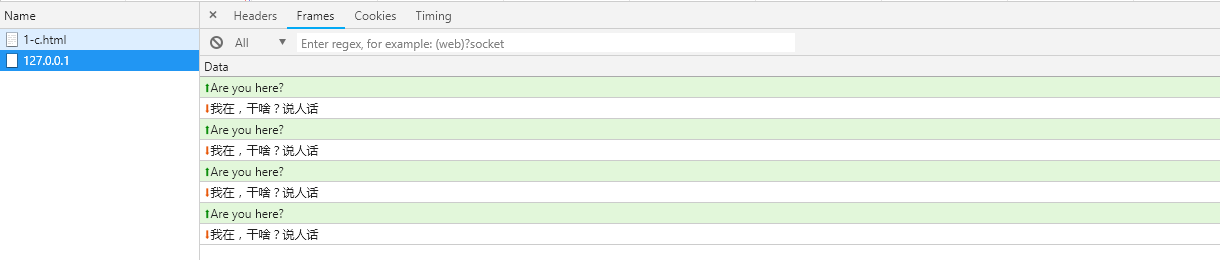 Name × Headers Frames Cookies Timing
1-c.html All ▼ Enter regex, for example: (web)?socket
127.0.0.1 Data
⬆Are you here?
⬇我在，干啥？说人话
⬆Are you here?
⬇我在，干啥？说人话
⬆Are you here?
⬇我在，干啥？说人话
⬆Are you here?
⬇我在，干啥？说人话